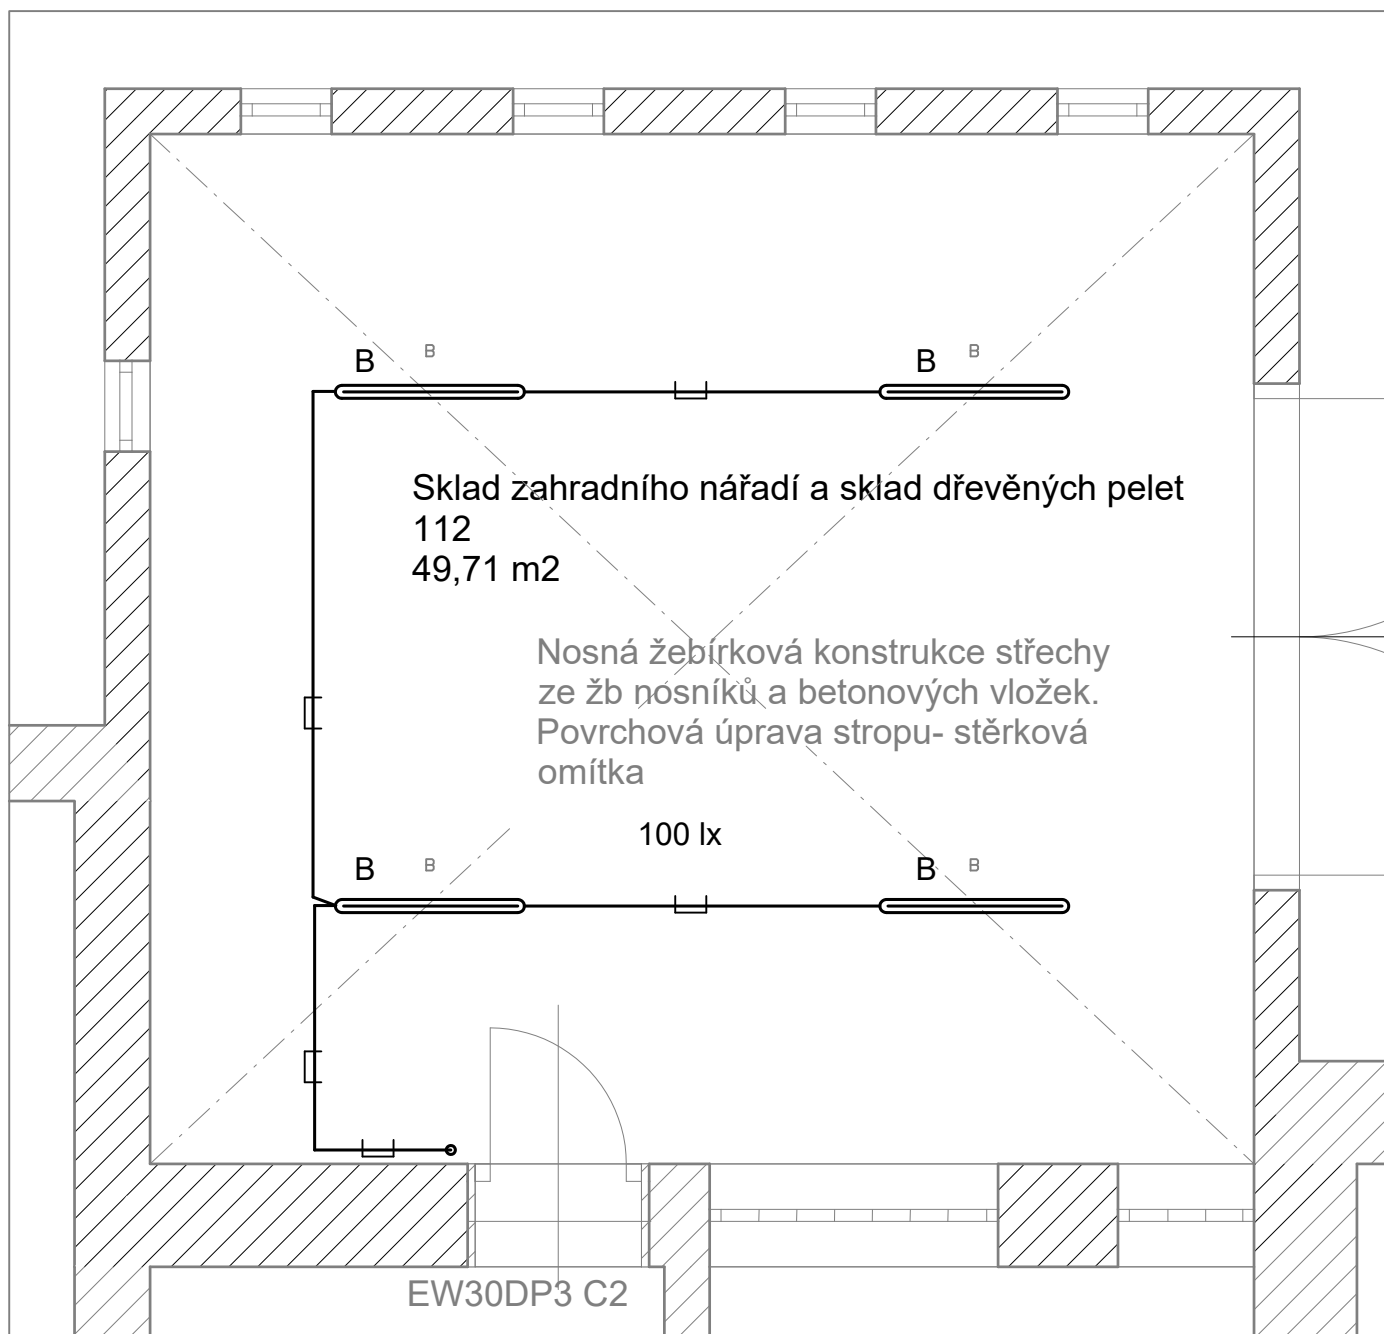 B B B B
Sklad zahradního nářadí a sklad dřevěných pelet
112
49,71 m2
Nosná žebírková konstrukce střechy
ze žb nosníků a betonových vložek.
Povrchová úprava stropu- stěrková
omítka
100 lx
B B B B
EW30DP3 C2